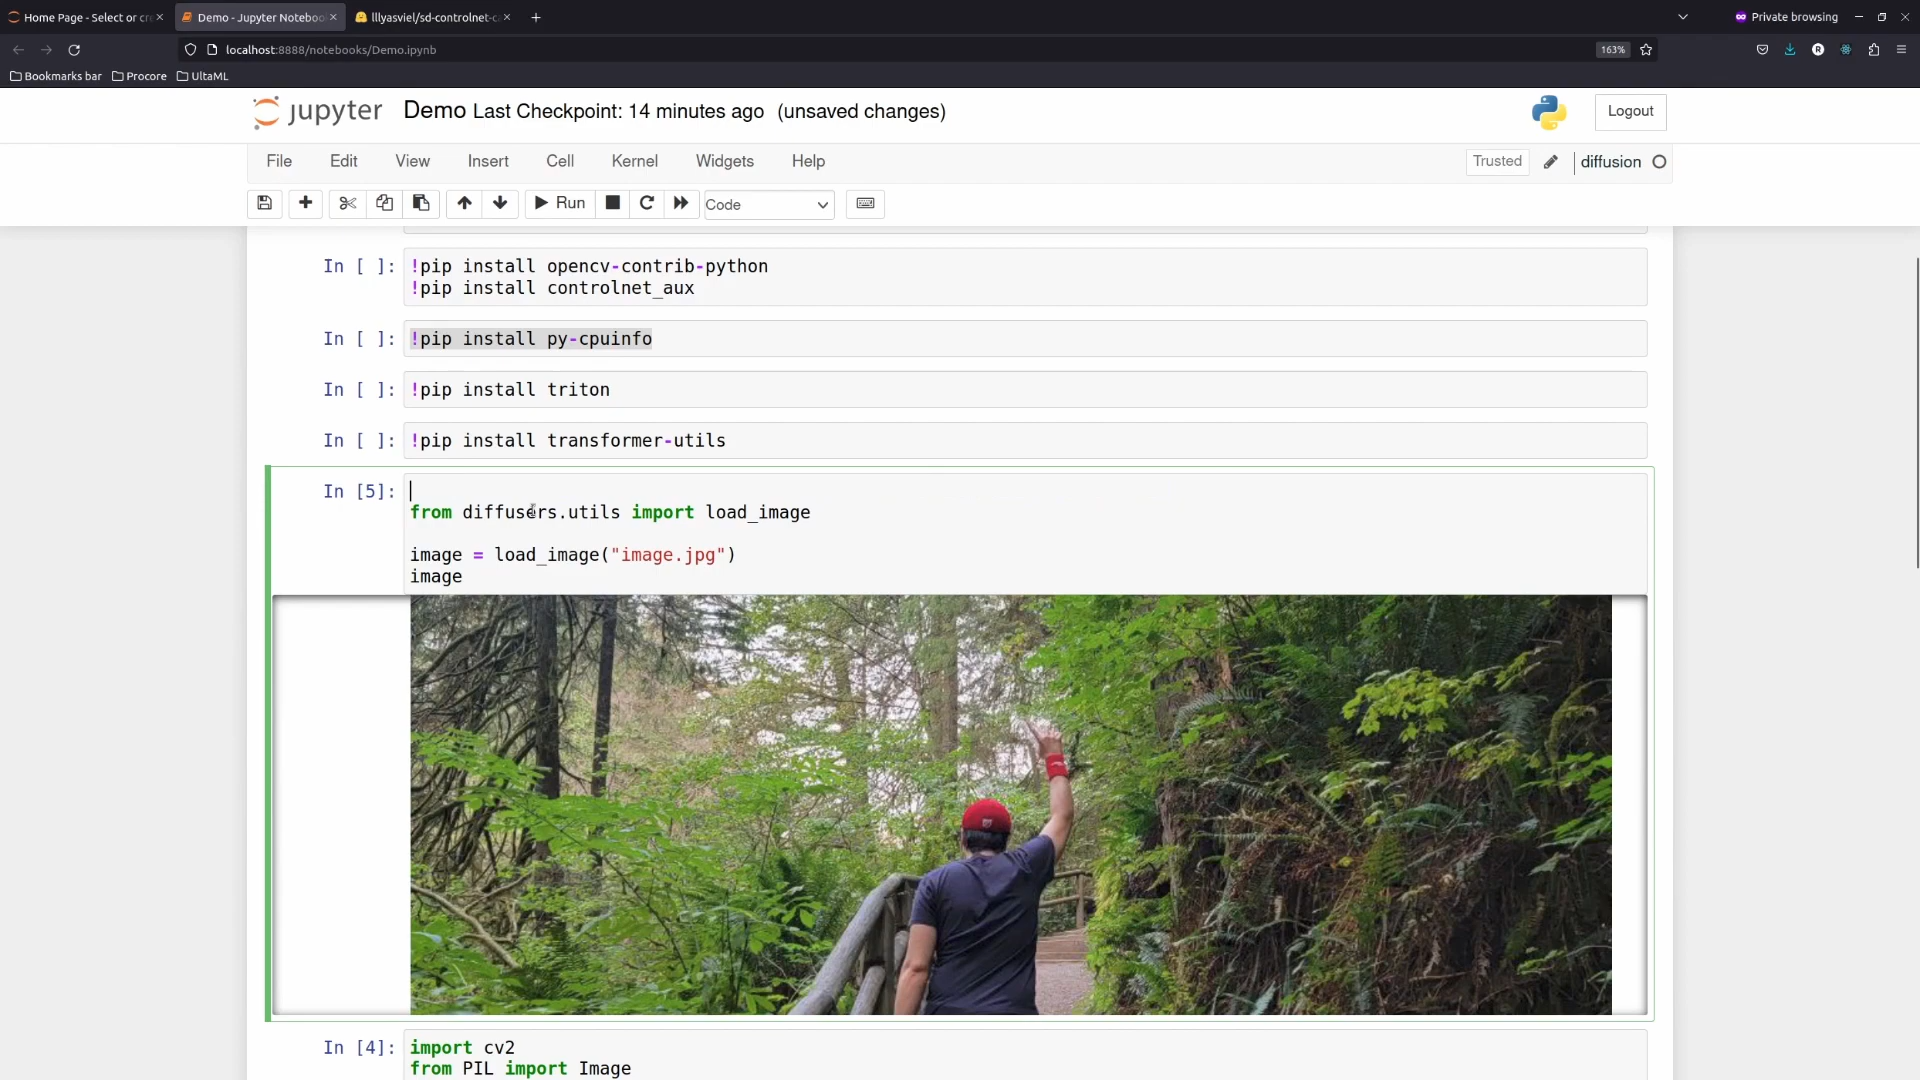 Home Page - Select or cr
Demo - Jupyter Noteboo
lllyasviel/sd-controlnet-c
Private browsing
localhost:8888/notebooks/Demo.ipynb
163%
Bookmarks bar
Procore
UltaML
jupyter
Demo Last Checkpoint: 14 minutes ago (unsaved changes)
Logout
File Edit View Insert Cell Kernel Widgets Help
Trusted
diffusion
Run
Code
In [ ]: !pip install opencv-contrib-python
!pip install controlnet_aux
In [ ]: !pip install py-cpuinfo
In [ ]: !pip install triton
In [ ]: !pip install transformer-utils
In [5]:
from diffusers.utils import load_image
image = load_image("image.jpg")
image
In [4]: import cv2
from PIL import Image